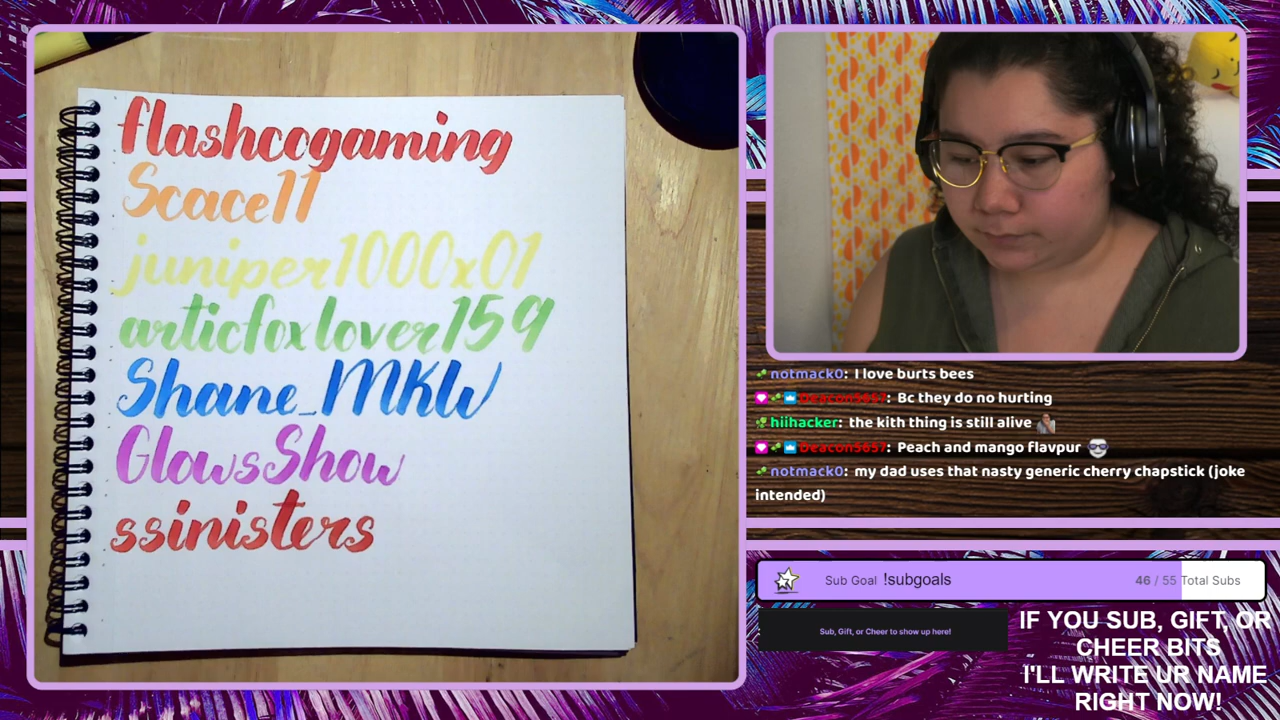 flashcogaming
Scace11
juniper1000x01
articfoxlover159
Shane_MKW
GlowsShow
ssinisters
notmack0: I love burts bees
Deacon5657: Bc they do no hurting
hiihacker: the kith thing is still alive
Deacon5657: Peach and mango flavpur
notmack0: my dad uses that nasty generic cherry chapstick (joke
intended)
Sub Goal !subgoals 46 / 55 Total Subs
Sub, Gift, or Cheer to show up here!
IF YOU SUB, GIFT, OR
CHEER BITS
I'LL WRITE UR NAME
RIGHT NOW!